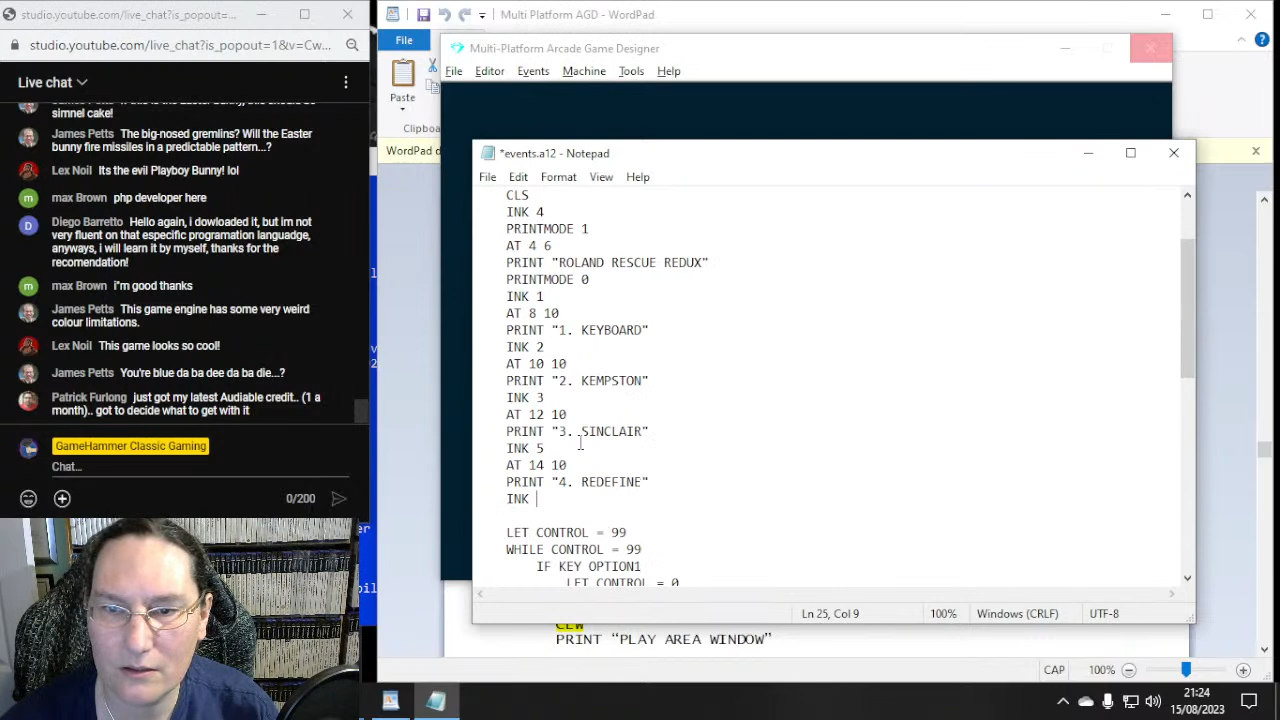 studio.youtube.com/live_chat?is_popout=...
studio.youtube.com/live_chat?is_popout=1&v=Cw...
Live chat
simnel cake!
James Petts The big-nosed gremlins? Will the Easter
bunny fire missiles in a predictable pattern...?
Lex Noil Its the evil Playboy Bunny! lol
m max Brown php developer here
D Diego Barretto Hello again, i dowloaded it, but im not
very fluent on that especific programation languadge,
anyways, i will learn it by myself, thanks for the
recomendation!
m max Brown i"m good thanks
James Petts This game engine has some very weird
colour limitations.
Lex Noil This game looks so cool!
James Petts You're blue da ba dee da ba die...?
Patrick Furlong just got my latest Audiable credit.. (1 a
month).. got to decide what to get with it
GameHammer Classic Gaming
Chat...
0/200
Multi Platform AGD - WordPad
File
Paste
Clipboa
WordPad d
Multi-Platform Arcade Game Designer
File Editor Events Machine Tools Help
*events.a12 - Notepad
File Edit Format View Help
CLS
INK 4
PRINTMODE 1
AT 4 6
PRINT "ROLAND RESCUE REDUX"
PRINTMODE 0
INK 1
AT 8 10
PRINT "1. KEYBOARD"
INK 2
AT 10 10
PRINT "2. KEMPSTON"
INK 3
AT 12 10
PRINT "3. SINCLAIR"
INK 5
AT 14 10
PRINT "4. REDEFINE"
INK
LET CONTROL = 99
WHILE CONTROL = 99
IF KEY OPTION1
LET CONTROL = 0
Ln 25, Col 9 100% Windows (CRLF) UTF-8
CLW
PRINT “PLAY AREA WINDOW”
CAP 100%
21:24
15/08/2023